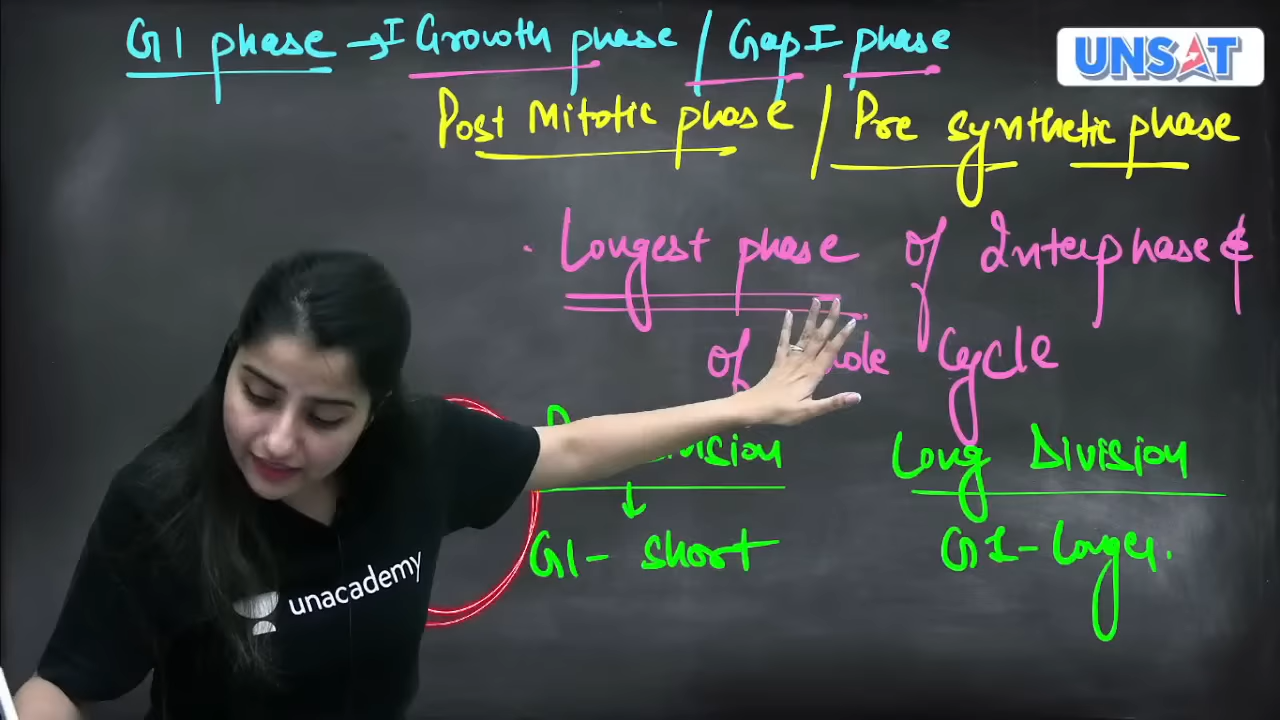 G1 phase → I Growth phase / Gap I phase
UNSAT
Post Mitotic phase / Pre synthetic phase
. Longest phase of Interphase &
of Cycle
Long Division
G1 - short
G1 - Longer.
unacademy